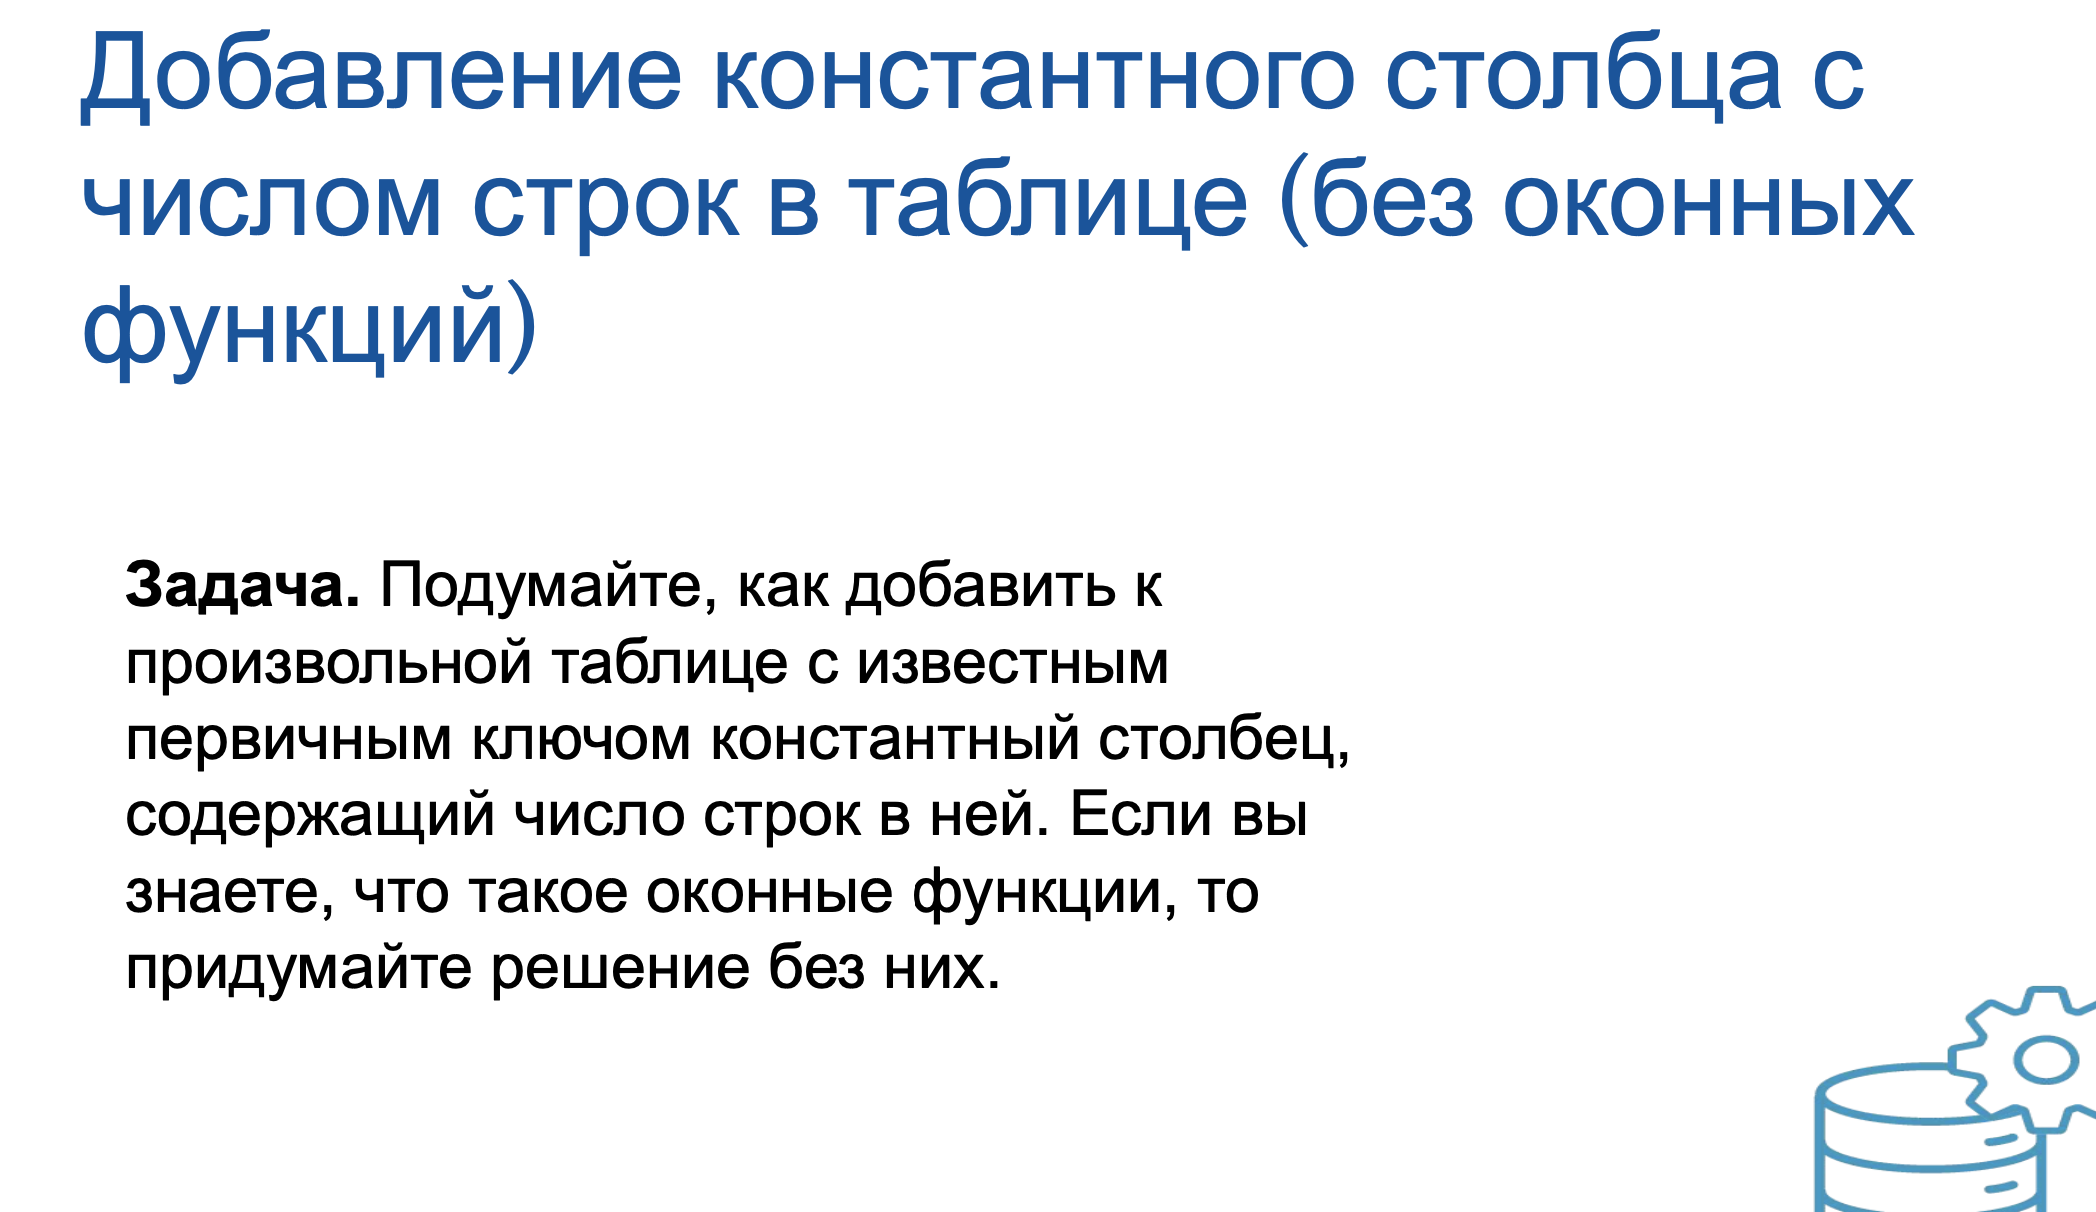 Добавление константного столбца с
числом строк в таблице (без оконных
функций)
Задача. Подумайте, как добавить к
произвольной таблице с известным
первичным ключом константный столбец,
содержащий число строк в ней. Если вы
знаете, что такое оконные функции, то
придумайте решение без них.